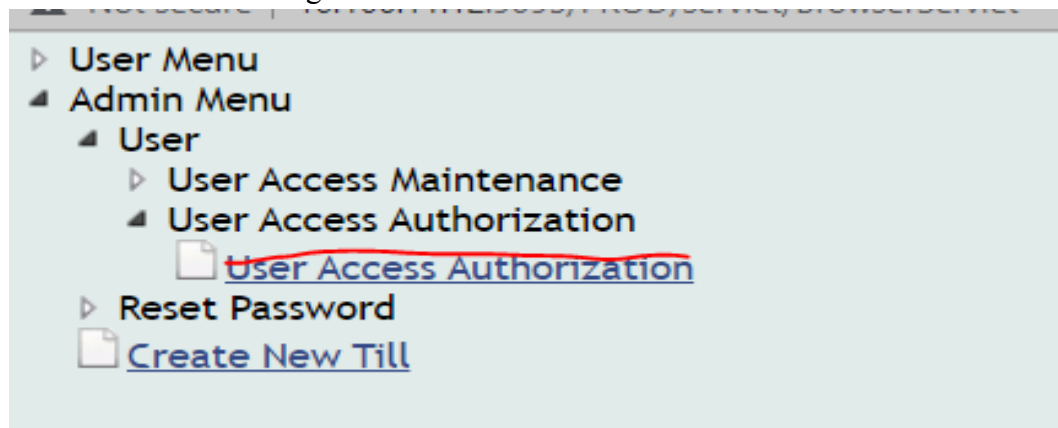 User Menu
Admin Menu
User
User Access Maintenance
User Access Authorization
User Access Authorization
Reset Password
Create New Till